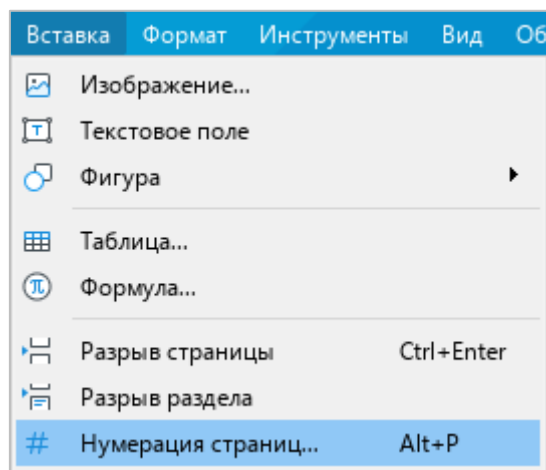 Вставка Формат Инструменты Вид Об
Изображение...
Текстовое поле
Фигура
Таблица...
Формула...
Разрыв страницы Ctrl+Enter
Разрыв раздела
Нумерация страниц... Alt+P